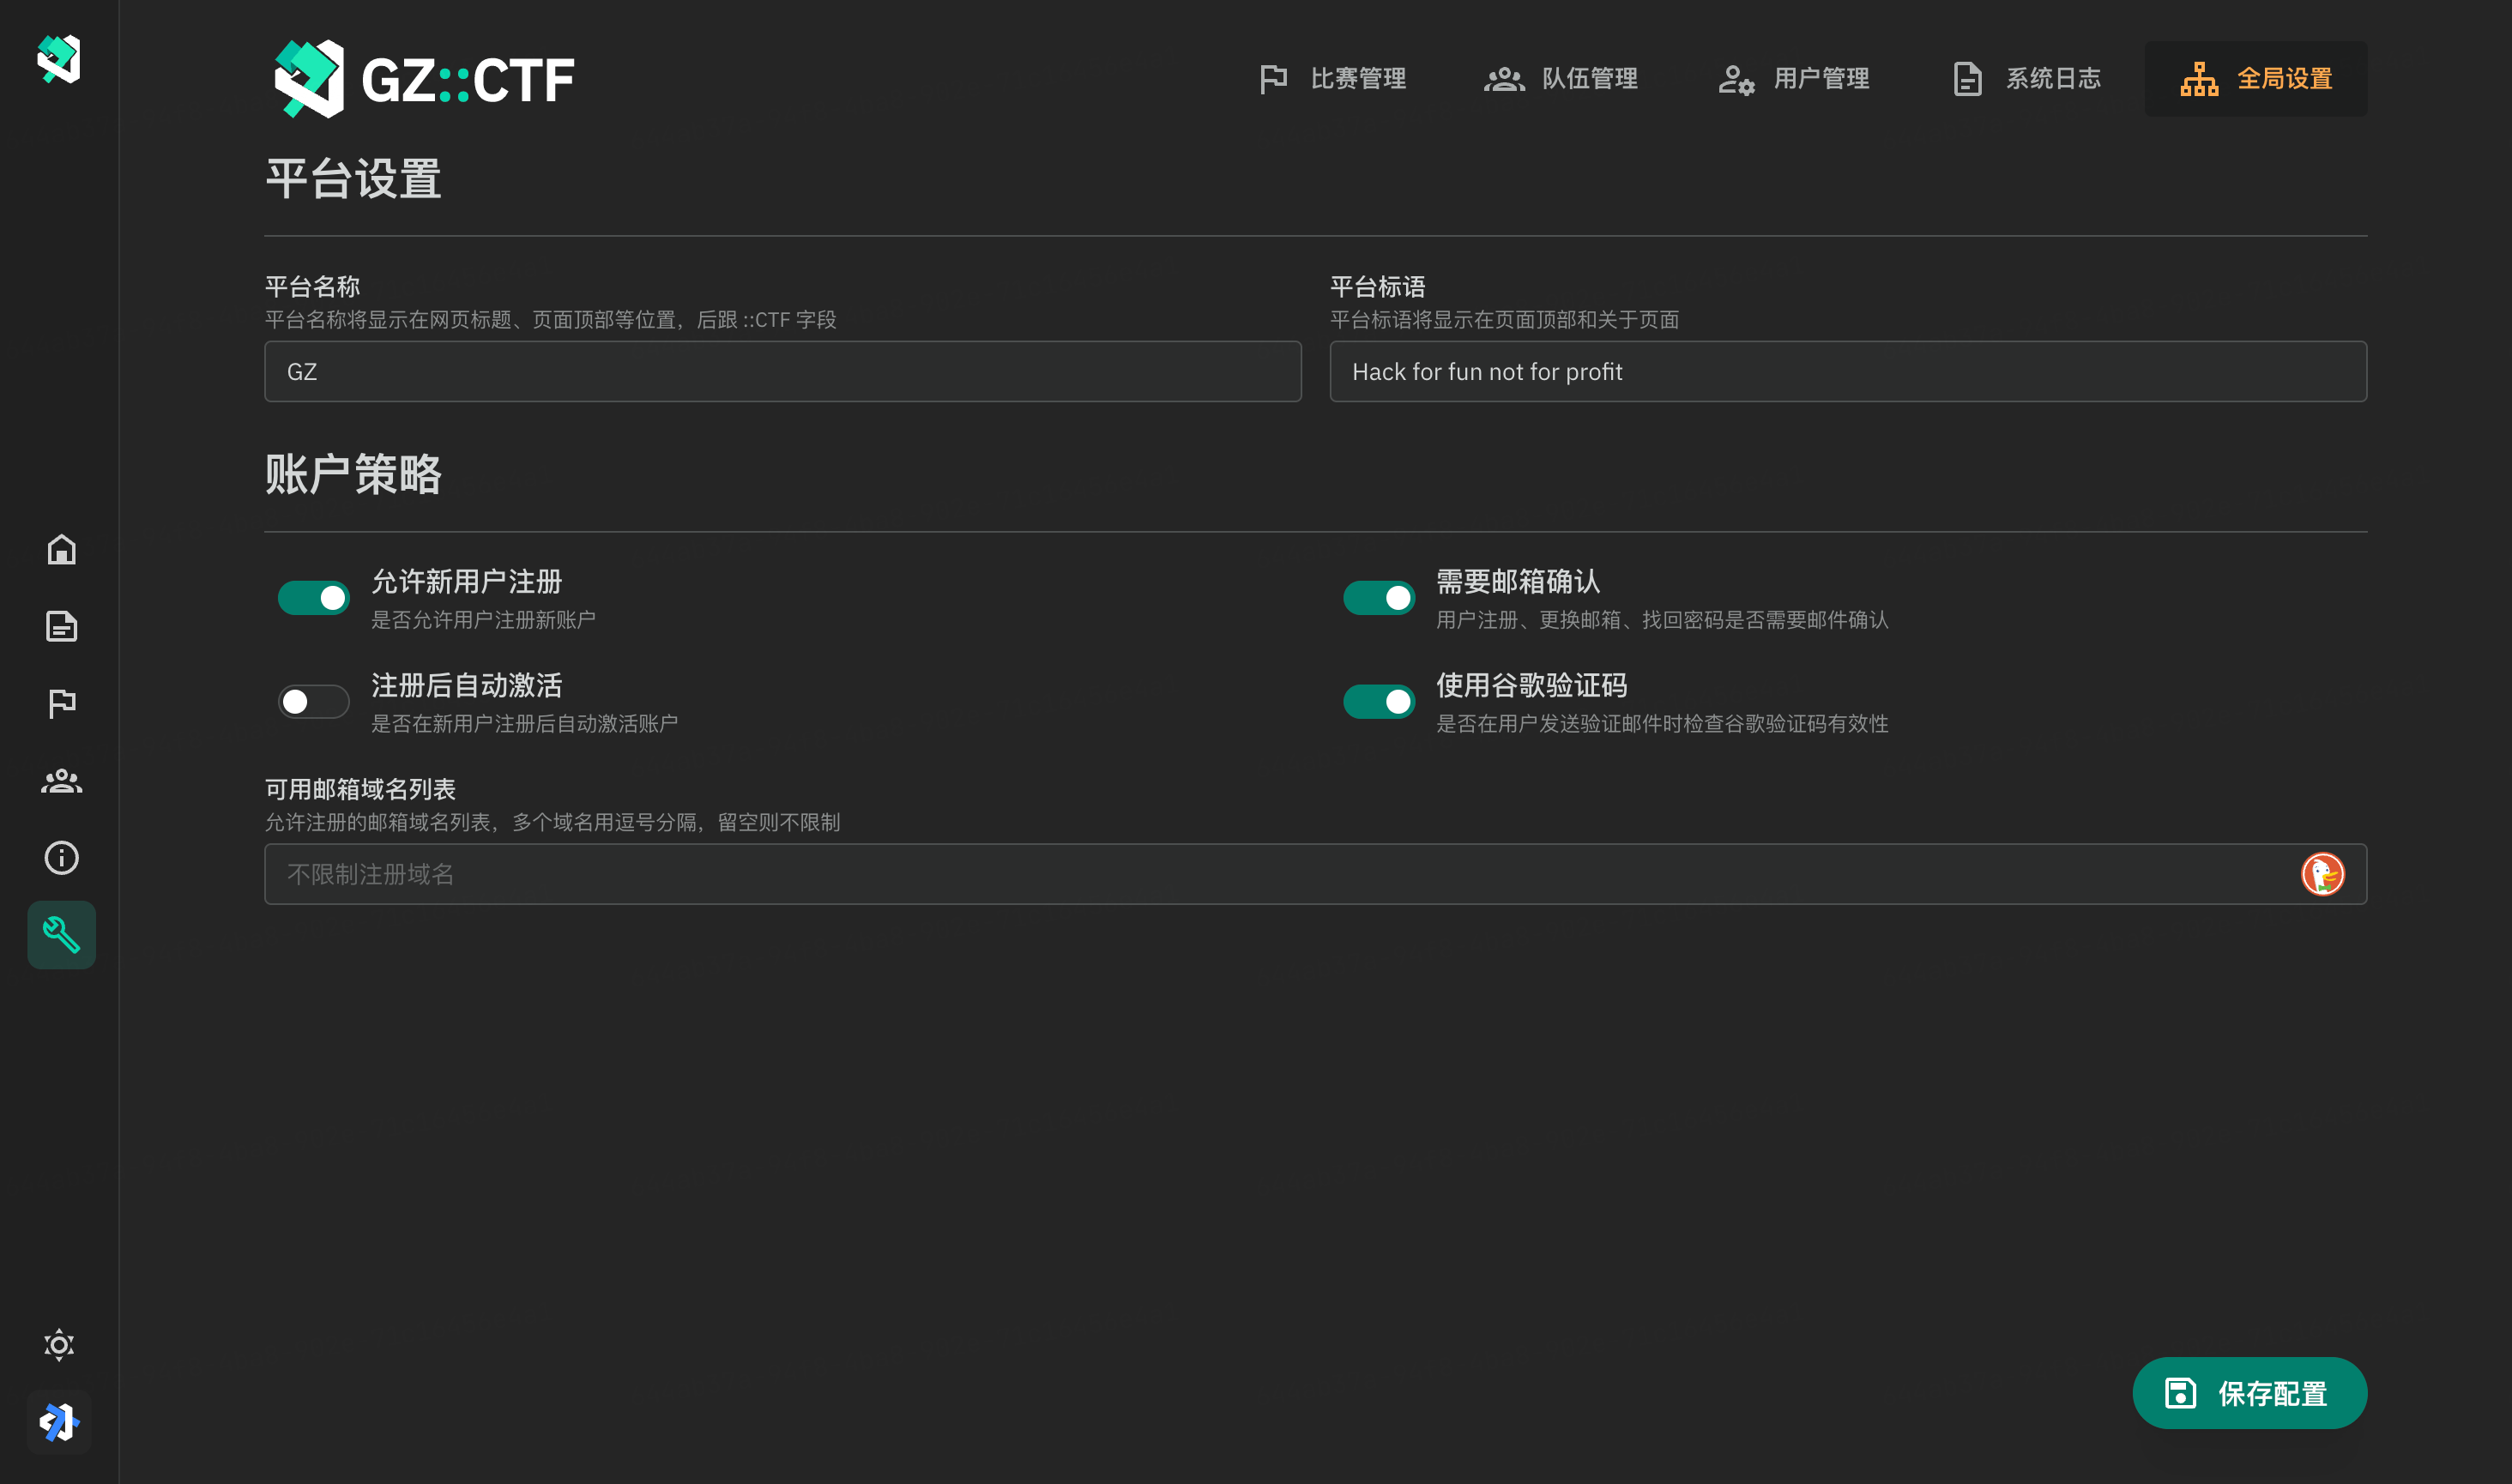 GZ::CTF
比赛管理
队伍管理
用户管理
系统日志
全局设置
平台设置
平台名称
平台名称将显示在网页标题、页面顶部等位置，后跟 ::CTF 字段
GZ
平台标语
平台标语将显示在页面顶部和关于页面
Hack for fun not for profit
账户策略
允许新用户注册
是否允许用户注册新账户
需要邮箱确认
用户注册、更换邮箱、找回密码是否需要邮件确认
注册后自动激活
是否在新用户注册后自动激活账户
使用谷歌验证码
是否在用户发送验证邮件时检查谷歌验证码有效性
可用邮箱域名列表
允许注册的邮箱域名列表，多个域名用逗号分隔，留空则不限制
不限制注册域名
保存配置